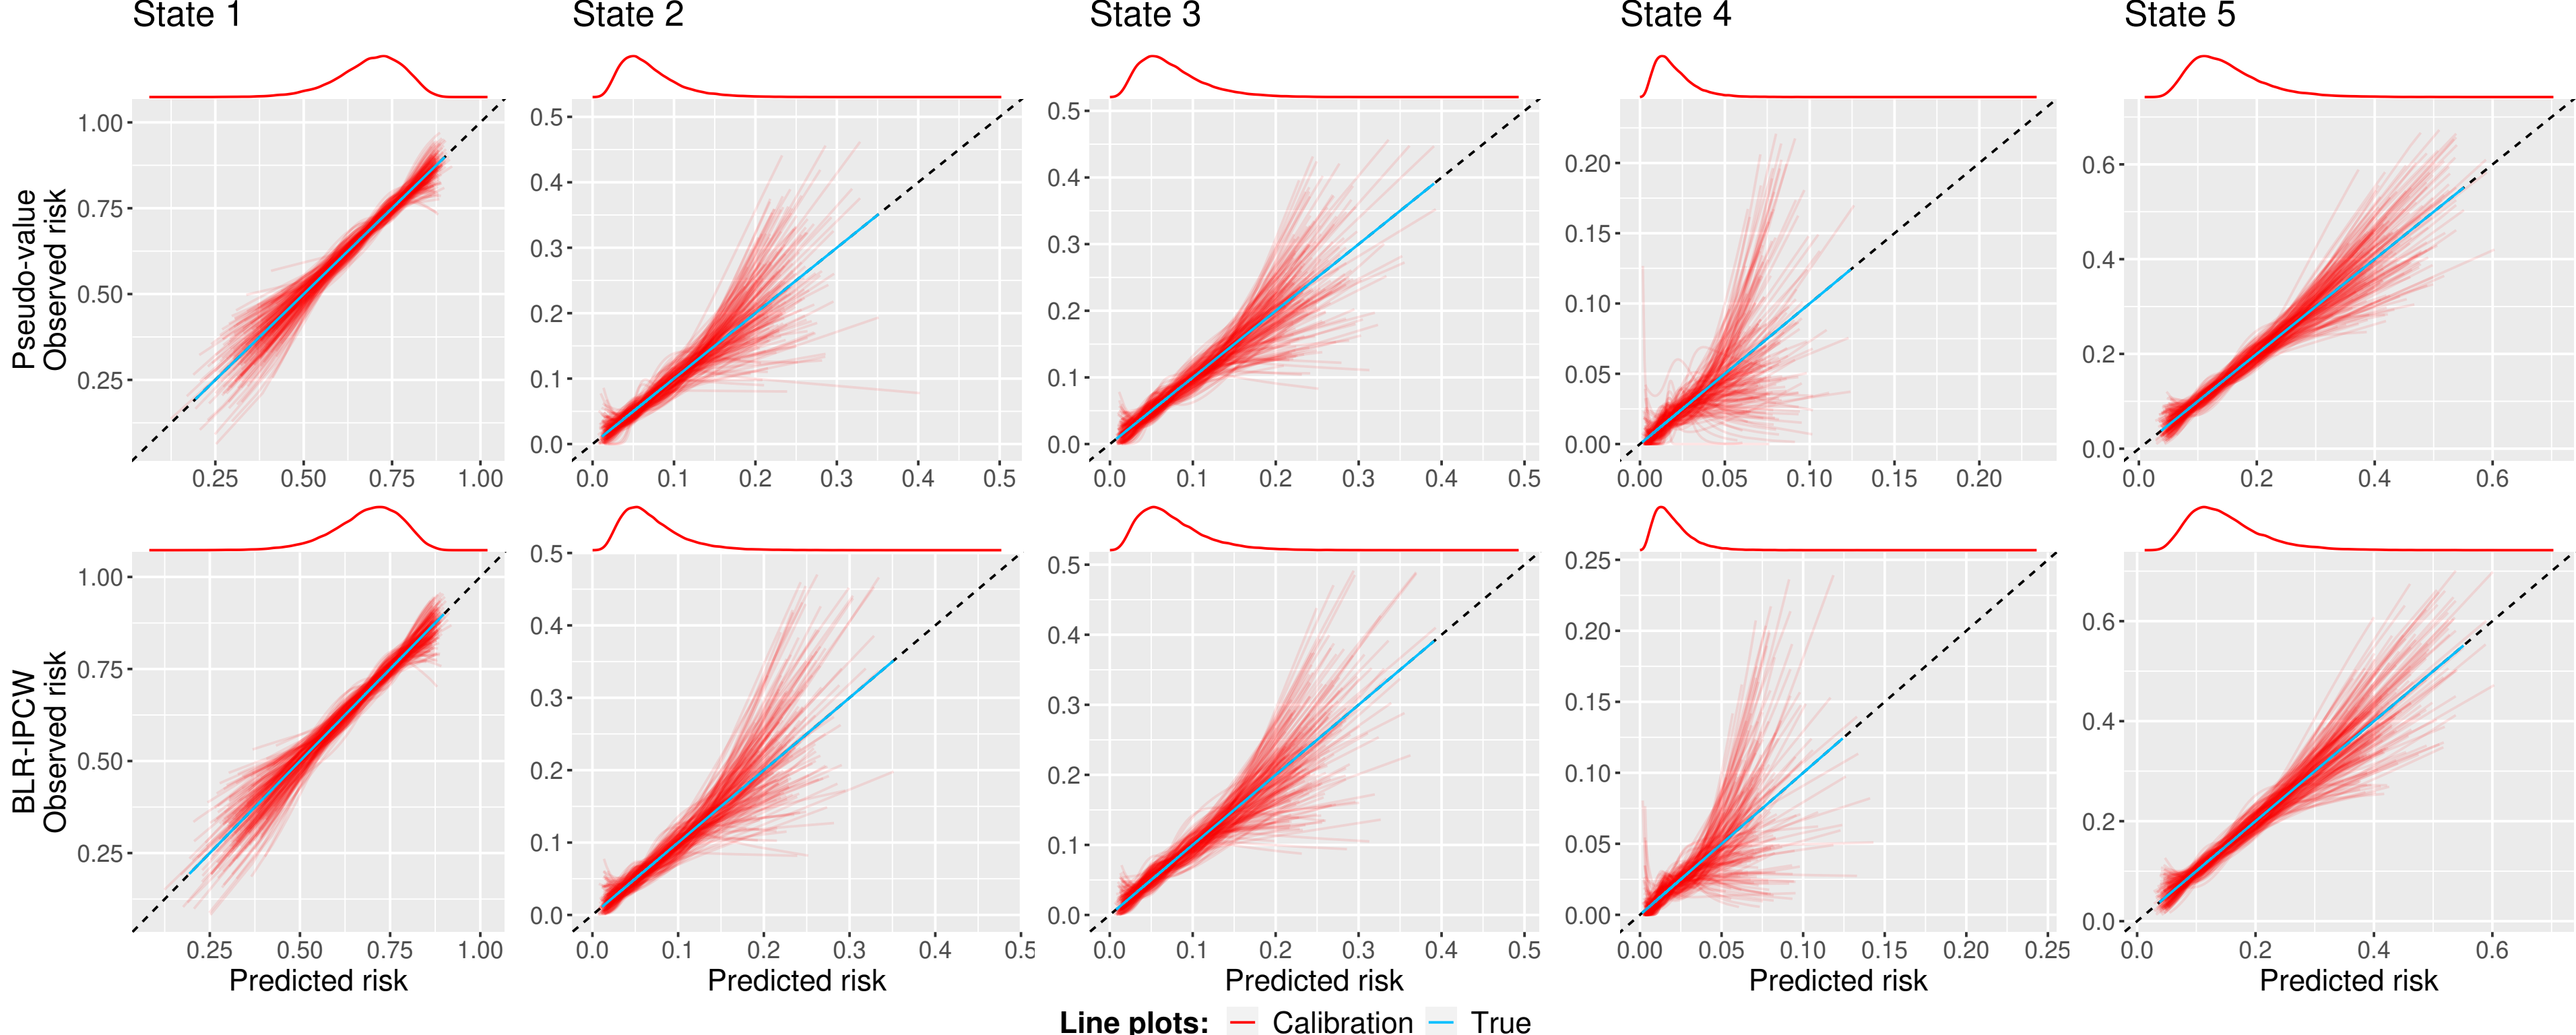 State 1
State 2
State 3
State 4
State 5
Pseudo-value
Observed risk
1.00
0.75
0.50
0.25
0.25 0.50 0.75 1.00
0.5
0.4
0.3
0.2
0.1
0.0
0.0 0.1 0.2 0.3 0.4 0.5
0.5
0.4
0.3
0.2
0.1
0.0
0.0 0.1 0.2 0.3 0.4 0.5
0.20
0.15
0.10
0.05
0.00
0.00 0.05 0.10 0.15 0.20
0.6
0.4
0.2
0.0
0.0 0.2 0.4 0.6
BLR-IPCW
Observed risk
1.00
0.75
0.50
0.25
0.25 0.50 0.75 1.00
Predicted risk
0.5
0.4
0.3
0.2
0.1
0.0
0.0 0.1 0.2 0.3 0.4 0.5
Predicted risk
0.5
0.4
0.3
0.2
0.1
0.0
0.0 0.1 0.2 0.3 0.4 0.5
Predicted risk
0.25
0.20
0.15
0.10
0.05
0.00
0.00 0.05 0.10 0.15 0.20 0.25
Predicted risk
0.6
0.4
0.2
0.0
0.0 0.2 0.4 0.6
Predicted risk
Line plots: Calibration True